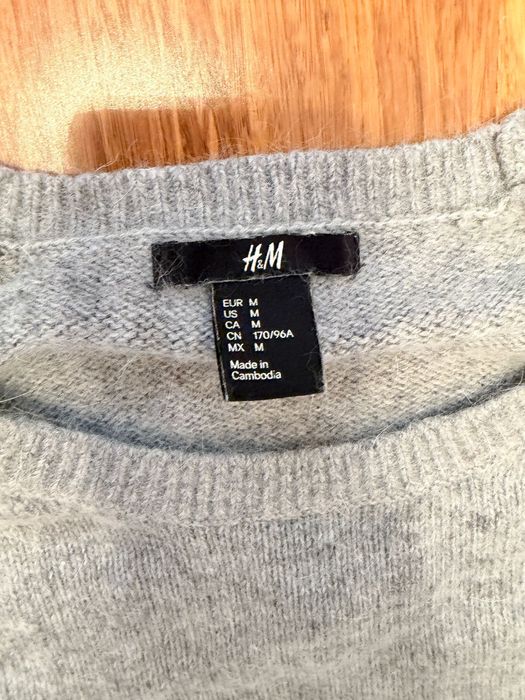 H&M
EUR M
US M
CA M
CN 170/96A
MX M
Made in
Cambodia